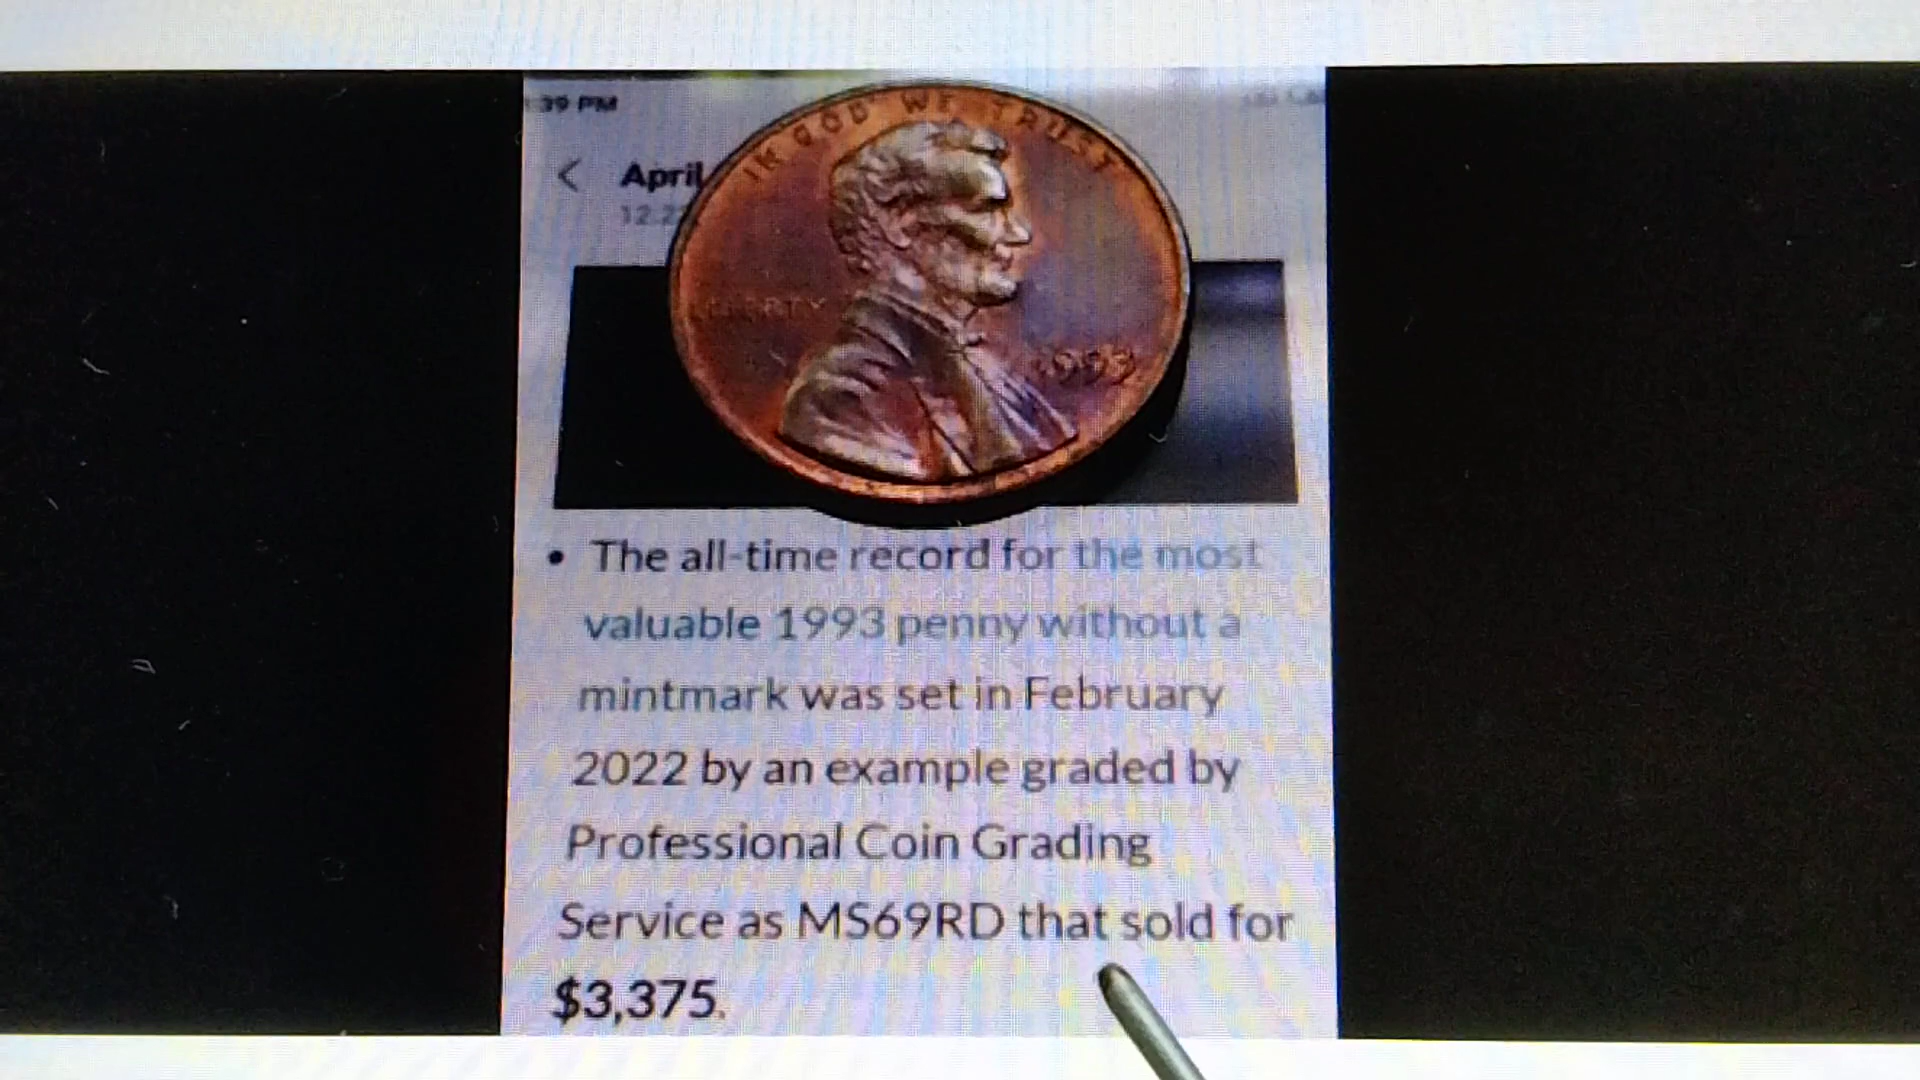 39 PM
April
12:2
IN GOD WE TRUST
LIBERTY
1993
• The all-time record for the most
valuable 1993 penny without a
mintmark was set in February
2022 by an example graded by
Professional Coin Grading
Service as MS69RD that sold for
$3,375.